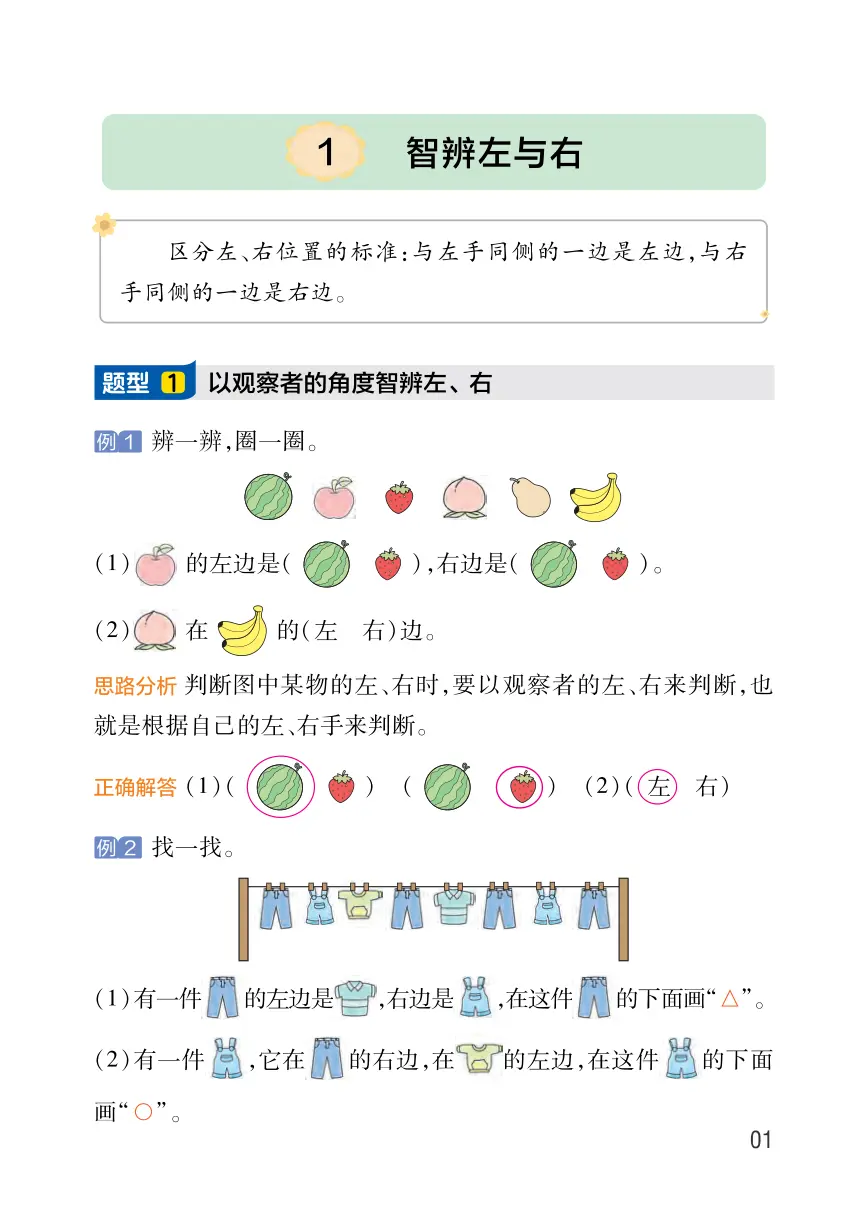 1 智辨左与右
区分左、右位置的标准:与左手同侧的一边是左边,与右
手同侧的一边是右边。
题型 1 以观察者的角度智辨左、右
例 1 辨一辨,圈一圈。
(1) 的左边是( ),右边是( )。
(2) 在 的(左 右)边。
思路分析 判断图中某物的左、右时,要以观察者的左、右来判断,也
就是根据自己的左、右手来判断。
正确解答 (1)( ) ( ) (2)(左 右)
例 2 找一找。
(1)有一件 的左边是 ,右边是 ,在这件 的下面画“△”。
(2)有一件 ,它在 的右边,在 的左边,在这件 的下面
画“○”。
01